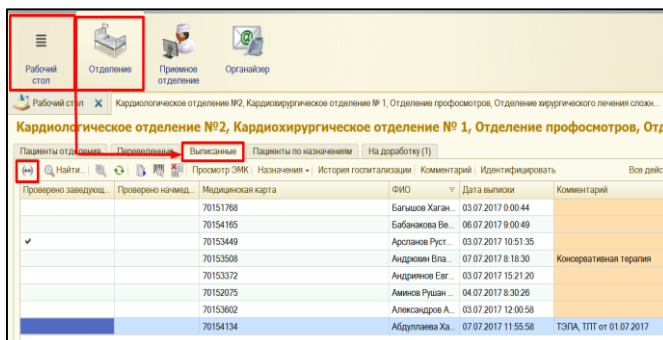 Рабочий стол
Отделение
Приемное отделение
Органайзер
Рабочий стол
Кардиологическое отделение №2, Кардиохирургическое отделение № 1, Отделение профосмотров, Отделение хирургического лечения сложн...
Кардиологическое отделение №2, Кардиохирургическое отделение № 1, Отделение профосмотров, Отд
Пациенты отделения Переведенные Выписанные Пациенты по назначениям На доработку (1)
Найти... Просмотр ЭМК Назначения История госпитализации Комментарий Идентифицировать Все дейс
Проверено заведующ... Проверено начмед... Медицинская карта ФИО Дата выписки Комментарий
70151768 Багышов Хаган... 03.07.2017 0:00:44
70154165 Бабанакова Ве... 06.07.2017 9:00:49
70153449 Арсланов Руст... 03.07.2017 10:51:35
70153508 Андрюхин Вла... 07.07.2017 8:18:30 Консервативная терапия
70153372 Андриянов Евг... 03.07.2017 15:21:20
70152075 Аминов Рушан ... 04.07.2017 8:30:26
70153602 Александров А... 03.07.2017 12:00:58
70154134 Абдуллаева Ха... 07.07.2017 11:55:58 ТЭЛА, ТЛТ от 01.07.2017